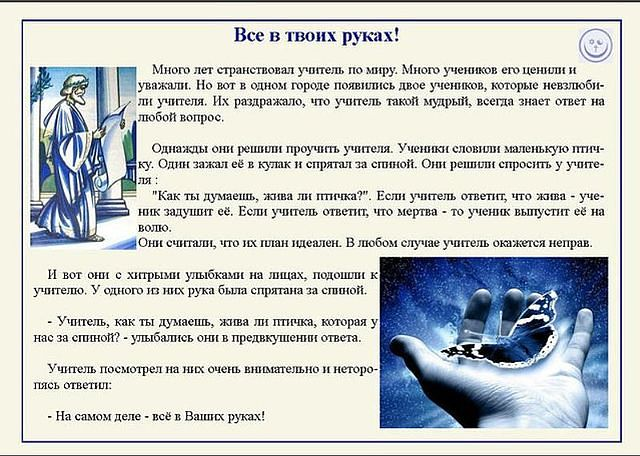 Все в твоих руках!
Много лет странствовал учитель по миру. Много учеников его ценили и
уважали. Но вот в одном городе появились двое учеников, которые невзлюби-
ли учителя. Их раздражало, что учитель такой мудрый, всегда знает ответ на
любой вопрос.
Однажды они решили проучить учителя. Ученики словили маленькую птич-
ку. Один зажал её в кулак и спрятал за спиной. Они решили спросить у учите-
ля :
"Как ты думаешь, жива ли птичка?". Если учитель ответит, что жива - уче-
ник задушит её. Если учитель ответит, что мертва - то ученик выпустит её на
волю.
Они считали, что их план идеален. В любом случае учитель окажется неправ.
И вот они с хитрыми улыбками на лицах, подошли к
учителю. У одного из них рука была спрятана за спиной.
- Учитель, как ты думаешь, жива ли птичка, которая у
нас за спиной? - улыбались они в предвкушении ответа.
Учитель посмотрел на них очень внимательно и неторо-
пясь ответил:
- На самом деле - всё в Ваших руках!